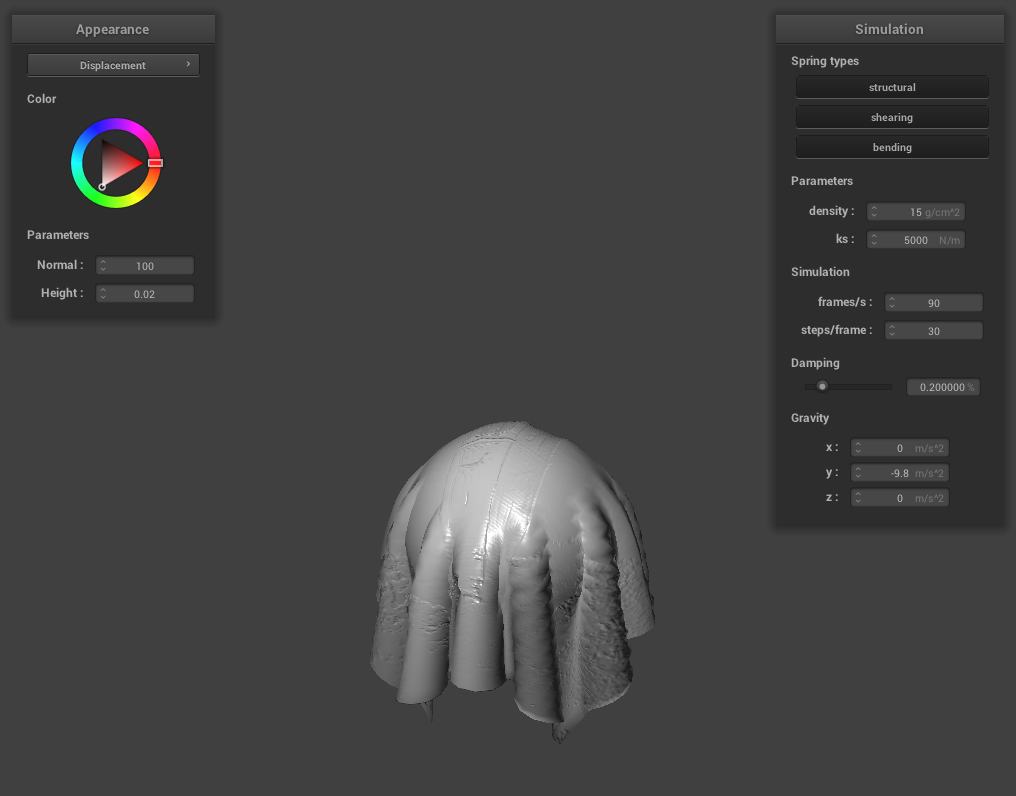 Appearance
Displacement
Color
Parameters
Normal : 100
Height : 0.02
Simulation
Spring types
structural
shearing
bending
Parameters
density : 15 g/cm^2
ks : 5000 N/m
Simulation
frames/s : 90
steps/frame : 30
Damping
0.200000 %
Gravity
x : 0 m/s^2
y : -9.8 m/s^2
z : 0 m/s^2